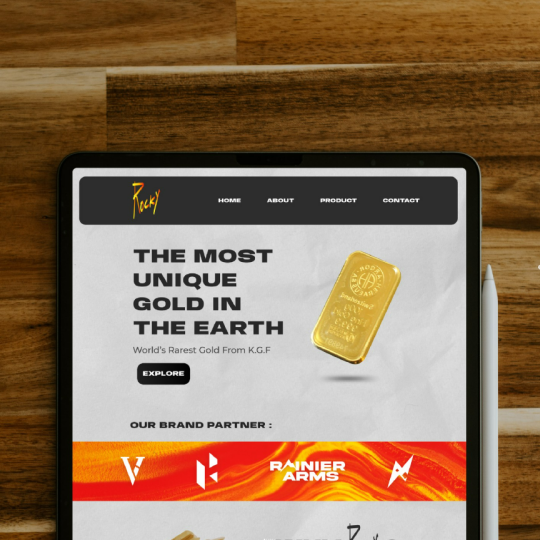 Rocky
HOME ABOUT PRODUCT CONTACT
THE MOST
UNIQUE
GOLD IN
THE EARTH
World's Rarest Gold From K.G.F
EXPLORE
OUR BRAND PARTNER :
RAINIER
ARMS